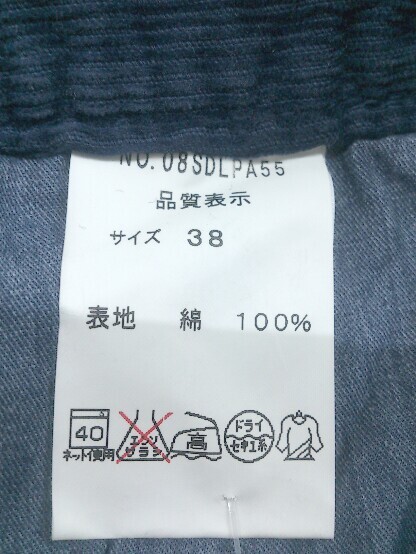 NO.08SDLPA55
品質表示
サイズ 38
表地 綿 100%
40
ネット使用
エンソ
サラシ
高
ドライ
セキユ系